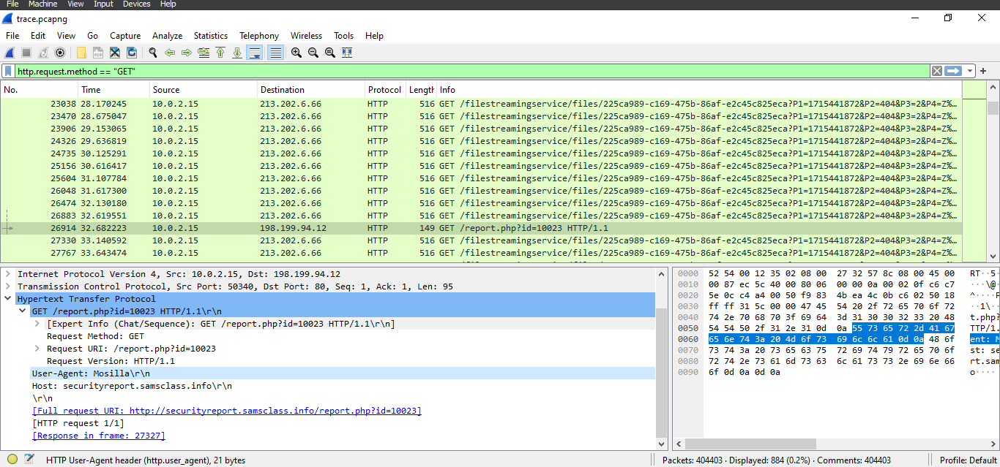 File Machine View Input Devices Help
trace.pcapng
File Edit View Go Capture Analyze Statistics Telephony Wireless Tools Help
http.request.method == "GET"
No. Time Source Destination Protocol Length Info
23038 28.170245 10.0.2.15 213.202.6.66 HTTP 516 GET /filestreamingservice/files/225ca989-c169-475b-86af-e2c45c825eca?P1=1715441872&P2=404&P3=2&P4=Z%…
23470 28.675047 10.0.2.15 213.202.6.66 HTTP 516 GET /filestreamingservice/files/225ca989-c169-475b-86af-e2c45c825eca?P1=1715441872&P2=404&P3=2&P4=Z%…
23906 29.153065 10.0.2.15 213.202.6.66 HTTP 516 GET /filestreamingservice/files/225ca989-c169-475b-86af-e2c45c825eca?P1=1715441872&P2=404&P3=2&P4=Z%…
24326 29.636819 10.0.2.15 213.202.6.66 HTTP 516 GET /filestreamingservice/files/225ca989-c169-475b-86af-e2c45c825eca?P1=1715441872&P2=404&P3=2&P4=Z%…
24735 30.125291 10.0.2.15 213.202.6.66 HTTP 516 GET /filestreamingservice/files/225ca989-c169-475b-86af-e2c45c825eca?P1=1715441872&P2=404&P3=2&P4=Z%…
25156 30.616417 10.0.2.15 213.202.6.66 HTTP 516 GET /filestreamingservice/files/225ca989-c169-475b-86af-e2c45c825eca?P1=1715441872&P2=404&P3=2&P4=Z%…
25604 31.107784 10.0.2.15 213.202.6.66 HTTP 516 GET /filestreamingservice/files/225ca989-c169-475b-86af-e2c45c825eca?P1=1715441872&P2=404&P3=2&P4=Z%…
26048 31.617300 10.0.2.15 213.202.6.66 HTTP 516 GET /filestreamingservice/files/225ca989-c169-475b-86af-e2c45c825eca?P1=1715441872&P2=404&P3=2&P4=Z%…
26474 32.130180 10.0.2.15 213.202.6.66 HTTP 516 GET /filestreamingservice/files/225ca989-c169-475b-86af-e2c45c825eca?P1=1715441872&P2=404&P3=2&P4=Z%…
26883 32.619551 10.0.2.15 213.202.6.66 HTTP 516 GET /filestreamingservice/files/225ca989-c169-475b-86af-e2c45c825eca?P1=1715441872&P2=404&P3=2&P4=Z%…
26914 32.682223 10.0.2.15 198.199.94.12 HTTP 149 GET /report.php?id=10023 HTTP/1.1
27330 33.140592 10.0.2.15 213.202.6.66 HTTP 516 GET /filestreamingservice/files/225ca989-c169-475b-86af-e2c45c825eca?P1=1715441872&P2=404&P3=2&P4=Z%…
27767 33.643474 10.0.2.15 213.202.6.66 HTTP 516 GET /filestreamingservice/files/225ca989-c169-475b-86af-e2c45c825eca?P1=1715441872&P2=404&P3=2&P4=Z%…
Internet Protocol Version 4, Src: 10.0.2.15, Dst: 198.199.94.12
Transmission Control Protocol, Src Port: 50340, Dst Port: 80, Seq: 1, Ack: 1, Len: 95
Hypertext Transfer Protocol
GET /report.php?id=10023 HTTP/1.1\r\n
[Expert Info (Chat/Sequence): GET /report.php?id=10023 HTTP/1.1\r\n]
Request Method: GET
Request URI: /report.php?id=10023
Request Version: HTTP/1.1
User-Agent: Mosilla\r\n
Host: securityreport.samsclass.info\r\n
\r\n
[Full request URI: http://securityreport.samsclass.info/report.php?id=10023]
[HTTP request 1/1]
[Response in frame: 27327]
0000 52 54 00 12 35 02 08 00 27 32 57 8c 08 00 45 00 RT··5·
0010 00 87 ec 5c 40 00 80 06 00 00 0a 00 02 0f c6 c7 ···\@·
0020 5e 0c c4 a4 00 50 f9 83 4b ea 4c 0b c6 02 50 18 ^····P
0030 ff ff 31 5c 00 00 47 45 54 20 2f 72 65 70 6f 72 ··1\··
0040 74 2e 70 68 70 3f 69 64 3d 31 30 30 32 33 20 48 t.php?
0050 54 54 50 2f 31 2e 31 0d 0a 55 73 65 72 2d 41 67 TTP/1.
0060 65 6e 74 3a 20 4d 6f 73 69 6c 6c 61 0d 0a 48 6f ent: M
0070 73 74 3a 20 73 65 63 75 72 69 74 79 72 65 70 6f st: se
0080 72 74 2e 73 61 6d 73 63 6c 61 73 73 2e 69 6e 66 rt.sam
0090 6f 0d 0a 0d 0a o····
HTTP User-Agent header (http.user_agent), 21 bytes
Packets: 404403 · Displayed: 884 (0.2%) · Comments: 404403
Profile: Default